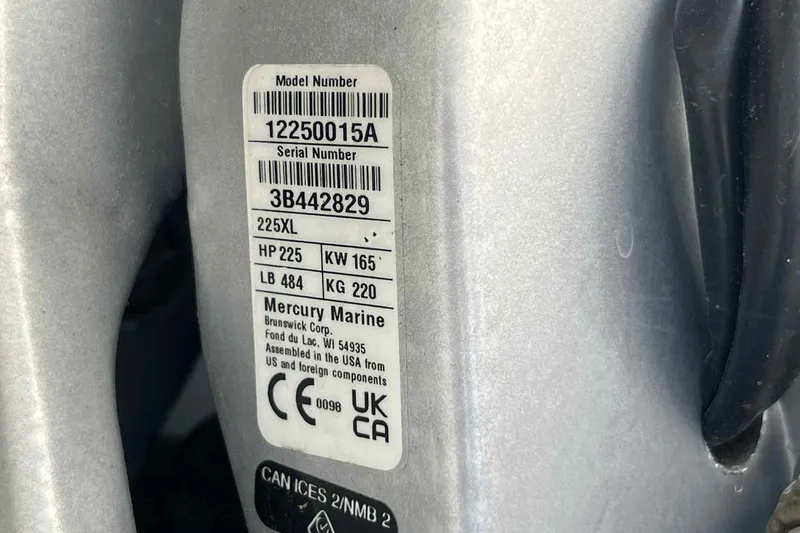 Model Number
12250015A
Serial Number
3B442829
225XL
HP 225 KW 165
LB 484 KG 220
Mercury Marine
Brunswick Corp.
Fond du Lac, WI 54935
Assembled in the USA from
US and foreign components
CE 0098 UK
CA
CAN ICES 2/NMB 2